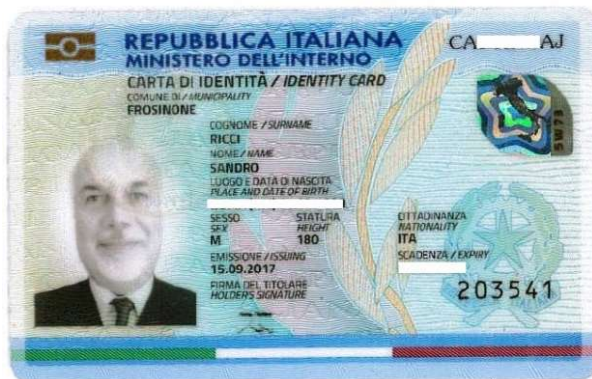 REPUBBLICA ITALIANA
MINISTERO DELL'INTERNO
CA AJ
CARTA DI IDENTITÀ / IDENTITY CARD
COMUNE DI / MUNICIPALITY
FROSINONE
COGNOME / SURNAME
RICCI
NOME / NAME
SANDRO
LUOGO E DATA DI NASCITA
PLACE AND DATE OF BIRTH
SESSO STATURA CITTADINANZA
SEX HEIGHT NATIONALITY
M 180 ITA
EMISSIONE / ISSUING SCADENZA / EXPIRY
15.09.2017
FIRMA DEL TITOLARE
HOLDER'S SIGNATURE
203541
SW73